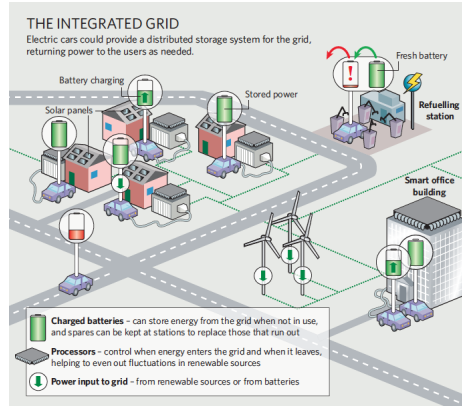 THE INTEGRATED GRID
Electric cars could provide a distributed storage system for the grid,
returning power to the users as needed.
Fresh battery
Battery charging
Stored power
Solar panels
Refuelling
station
Smart office
building
Charged batteries – can store energy from the grid when not in use,
and spares can be kept at stations to replace those that run out
Processors – control when energy enters the grid and when it leaves,
helping to even out fluctuations in renewable sources
Power input to grid – from renewable sources or from batteries